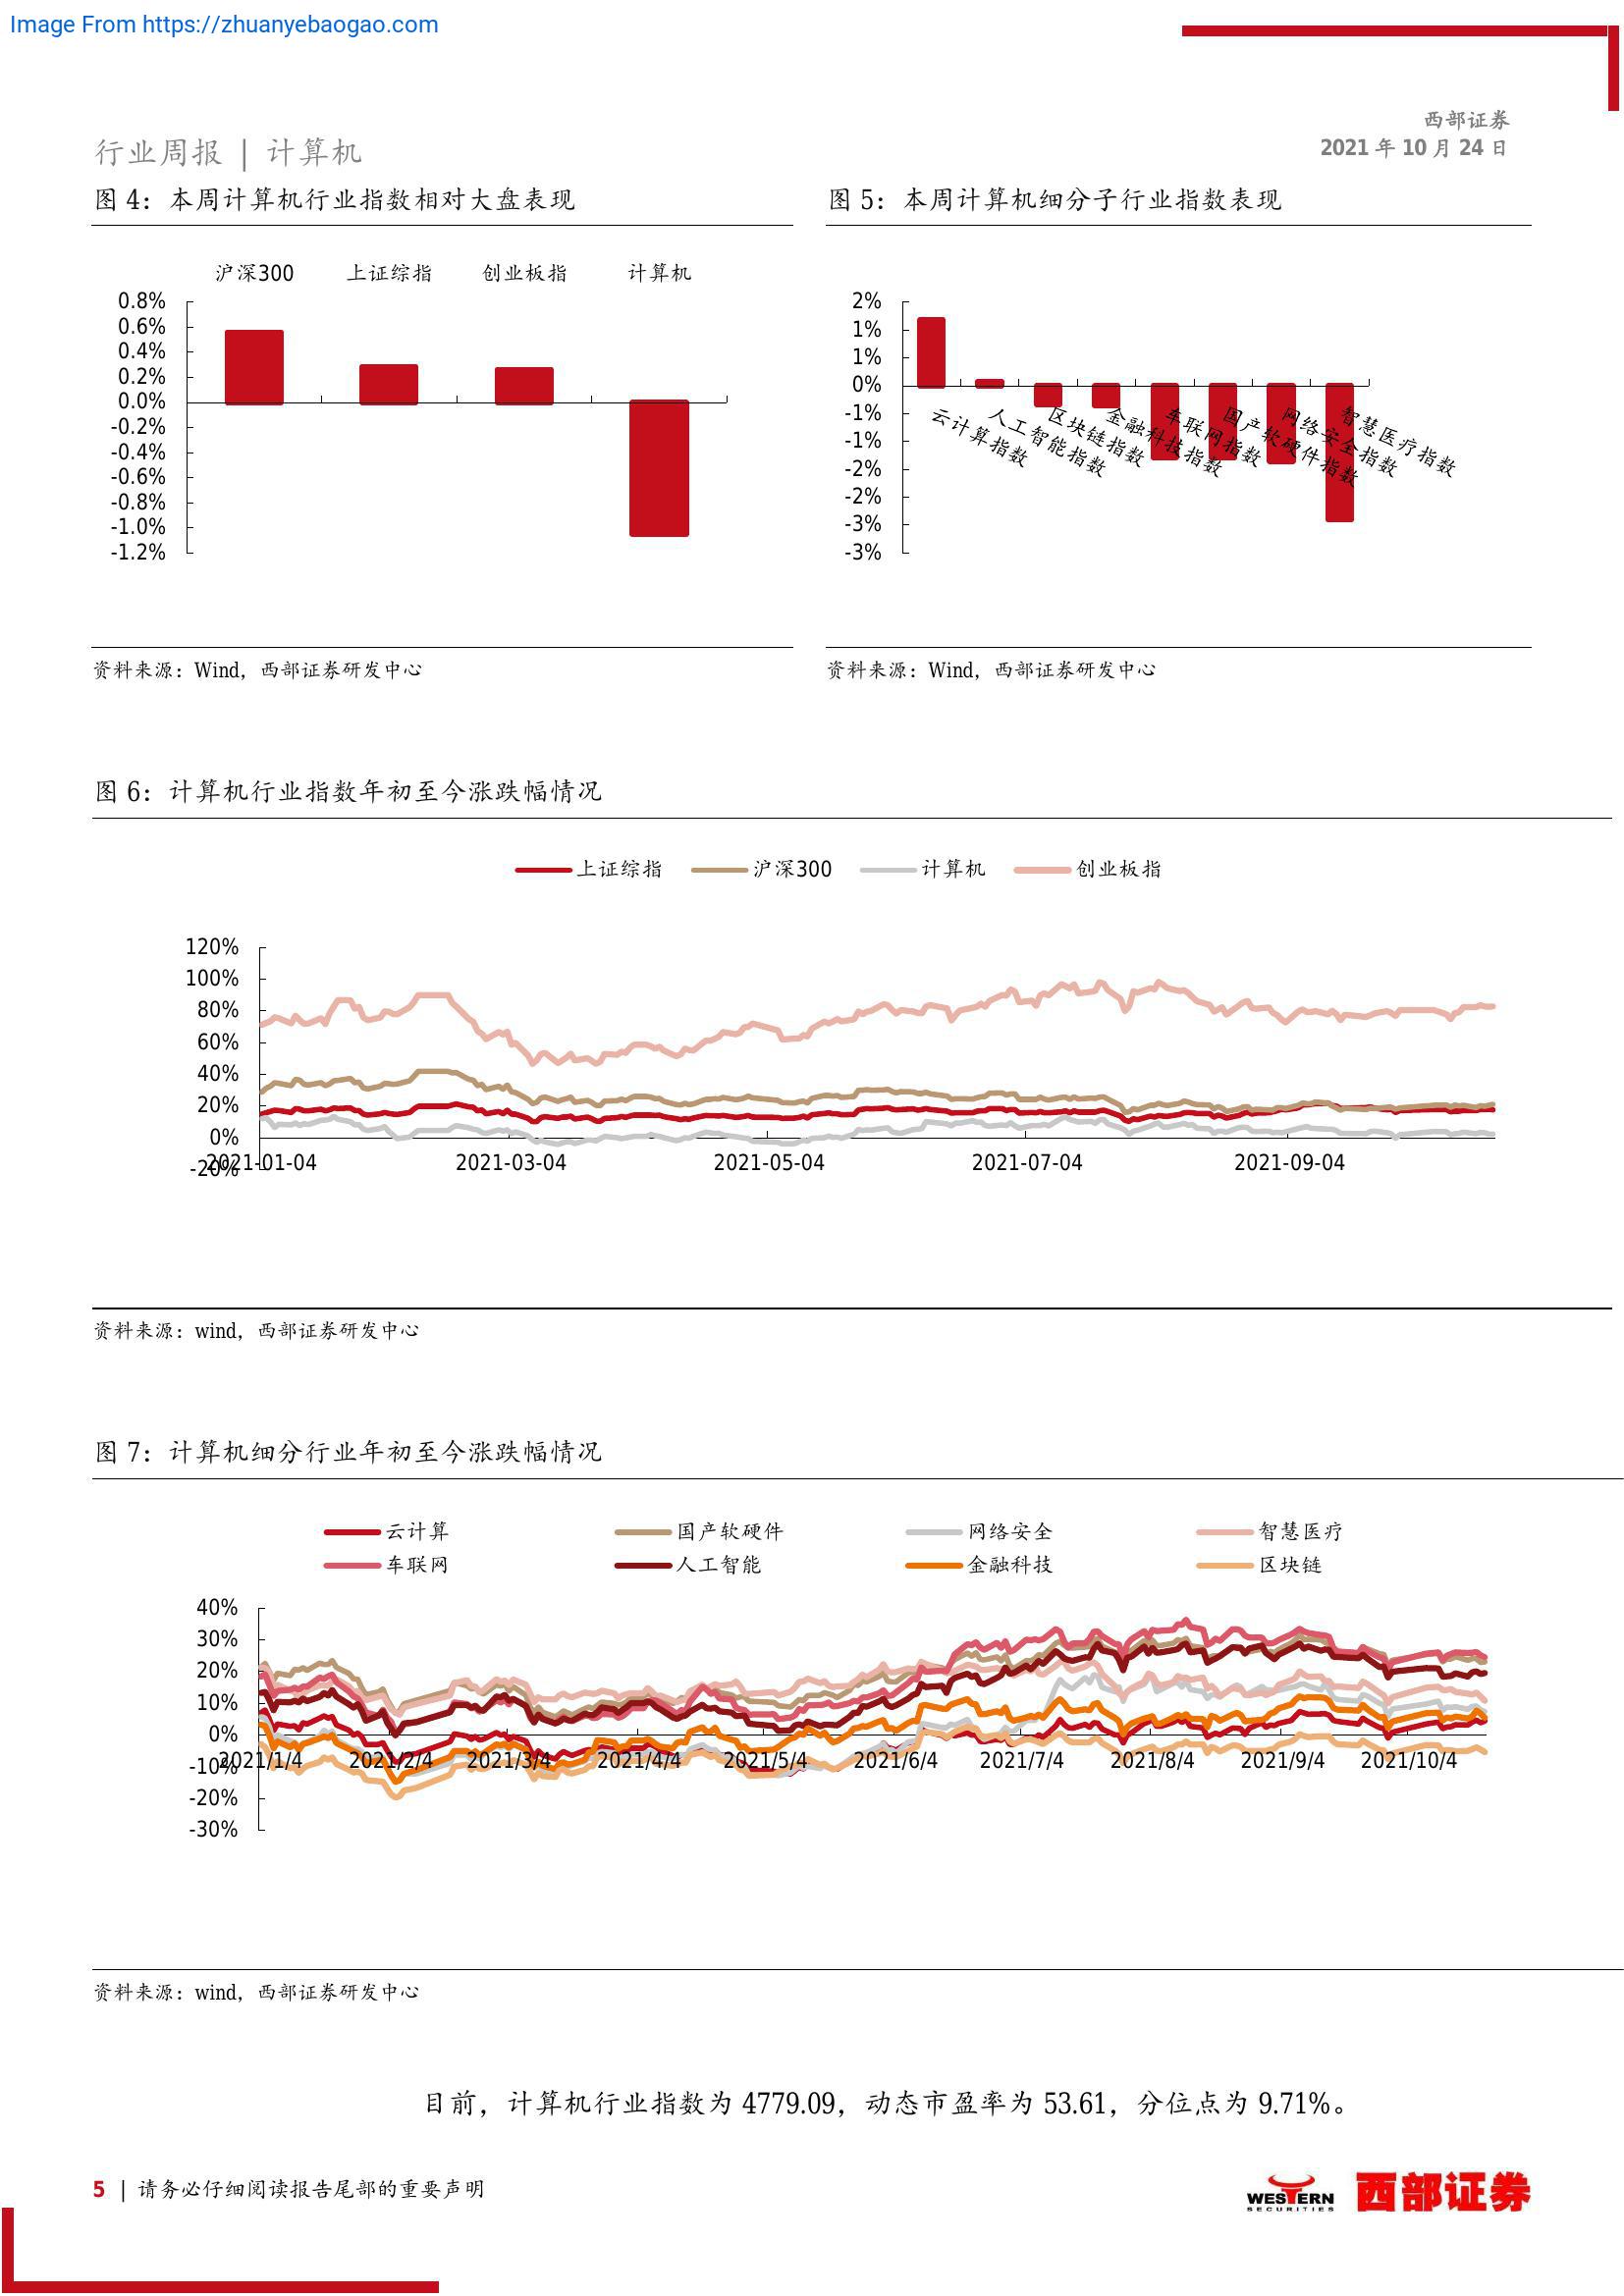 Image From https://zhuanyebaogao.com
西部证券
2021 年 10 月 24 日
行业周报 | 计算机
图 4：本周计算机行业指数相对大盘表现
沪深300 上证综指 创业板指 计算机
0.8%
0.6%
0.4%
0.2%
0.0%
-0.2%
-0.4%
-0.6%
-0.8%
-1.0%
-1.2%
资料来源：Wind，西部证券研发中心
图 5：本周计算机细分子行业指数表现
2%
1%
1%
0%
-1%
-1%
-2%
-2%
-3%
-3%
云计算指数
人工智能指数
区块链指数
金融科技指数
车联网指数
国产软硬件指数
网络安全指数
智慧医疗指数
资料来源：Wind，西部证券研发中心
图 6：计算机行业指数年初至今涨跌幅情况
上证综指 沪深300 计算机 创业板指
120%
100%
80%
60%
40%
20%
0%
-20%
2021-01-04 2021-03-04 2021-05-04 2021-07-04 2021-09-04
资料来源：wind，西部证券研发中心
图 7：计算机细分行业年初至今涨跌幅情况
云计算 国产软硬件 网络安全 智慧医疗
车联网 人工智能 金融科技 区块链
40%
30%
20%
10%
0%
-10%
-20%
-30%
2021/1/4 2021/2/4 2021/3/4 2021/4/4 2021/5/4 2021/6/4 2021/7/4 2021/8/4 2021/9/4 2021/10/4
资料来源：wind，西部证券研发中心
目前，计算机行业指数为 4779.09，动态市盈率为 53.61，分位点为 9.71%。
5 | 请务必仔细阅读报告尾部的重要声明
WESTERN
SECURITIES
西部证券